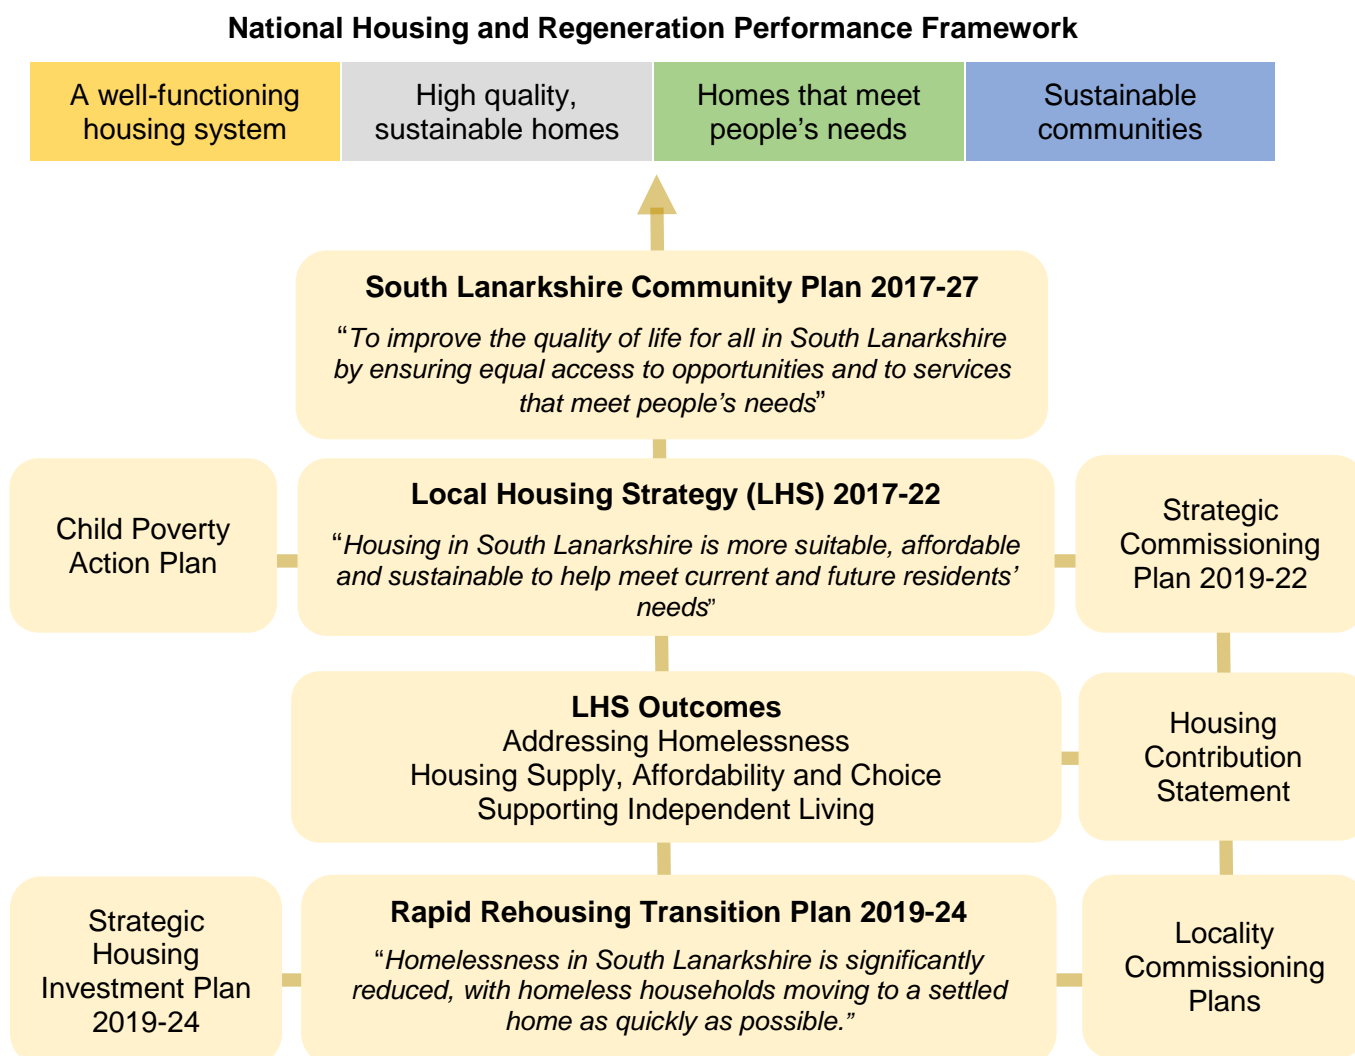 National Housing and Regeneration Performance Framework
A well-functioning
housing system
High quality,
sustainable homes
Homes that meet
people’s needs
Sustainable
communities
South Lanarkshire Community Plan 2017-27
“To improve the quality of life for all in South Lanarkshire
by ensuring equal access to opportunities and to services
that meet people’s needs”
Child Poverty
Action Plan
Local Housing Strategy (LHS) 2017-22
“Housing in South Lanarkshire is more suitable, affordable
and sustainable to help meet current and future residents’
needs”
Strategic
Commissioning
Plan 2019-22
LHS Outcomes
Addressing Homelessness
Housing Supply, Affordability and Choice
Supporting Independent Living
Housing
Contribution
Statement
Strategic
Housing
Investment Plan
2019-24
Rapid Rehousing Transition Plan 2019-24
“Homelessness in South Lanarkshire is significantly
reduced, with homeless households moving to a settled
home as quickly as possible.”
Locality
Commissioning
Plans